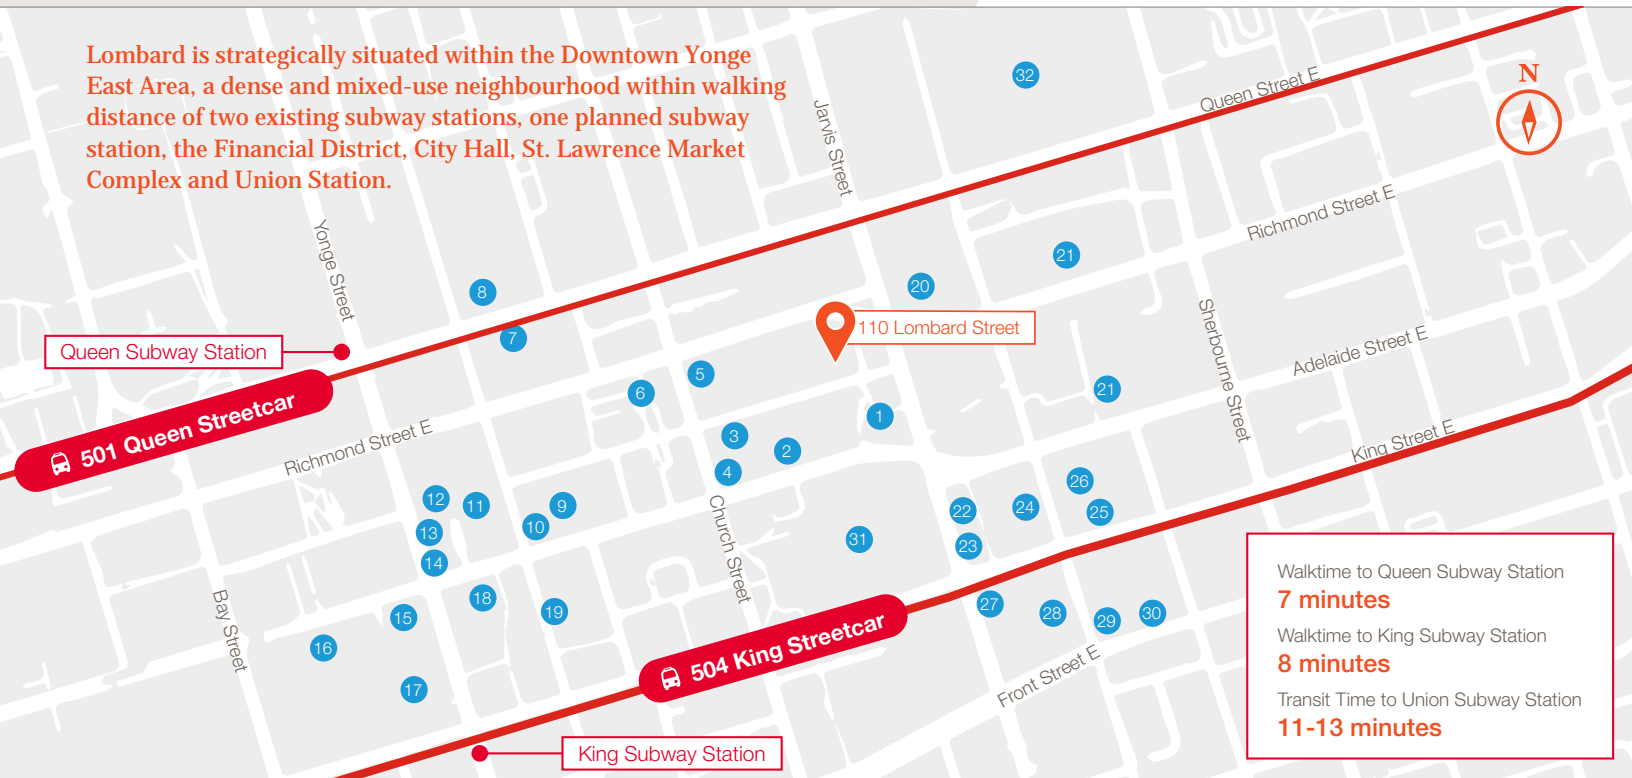 Lombard is strategically situated within the Downtown Yonge
East Area, a dense and mixed-use neighbourhood within walking
distance of two existing subway stations, one planned subway
station, the Financial District, City Hall, St. Lawrence Market
Complex and Union Station.
32
Queen Street E
N
Jarvis Street
Richmond Street E
Yonge Street
21
8
20
7
110 Lombard Street
Queen Subway Station
Sherbourne Street
Adelaide Street E
5
6
21
501 Queen Streetcar
1
3
2
4
Richmond Street E
King Street E
26
12
11
9
10
13
14
Church Street
22
24
25
23
31
18
15
19
16
17
Bay Street
27
28
29
30
504 King Streetcar
Front Street E
King Subway Station
Walktime to Queen Subway Station
7 minutes
Walktime to King Subway Station
8 minutes
Transit Time to Union Subway Station
11-13 minutes